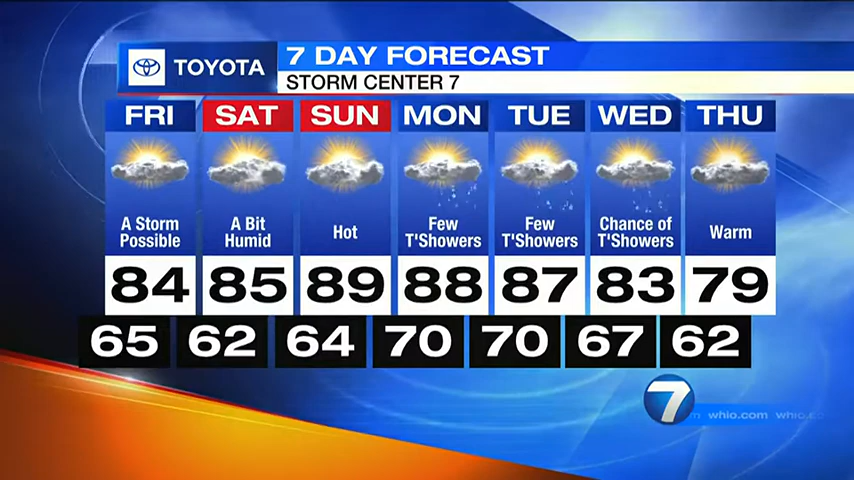 TOYOTA
7 DAY FORECAST
STORM CENTER 7
FRI SAT SUN MON TUE WED THU
A Storm Possible
A Bit Humid
Hot
Few T'Showers
Few T'Showers
Chance of T'Showers
Warm
84 85 89 88 87 83 79
65 62 64 70 70 67 62
7
m whio.com whio.co